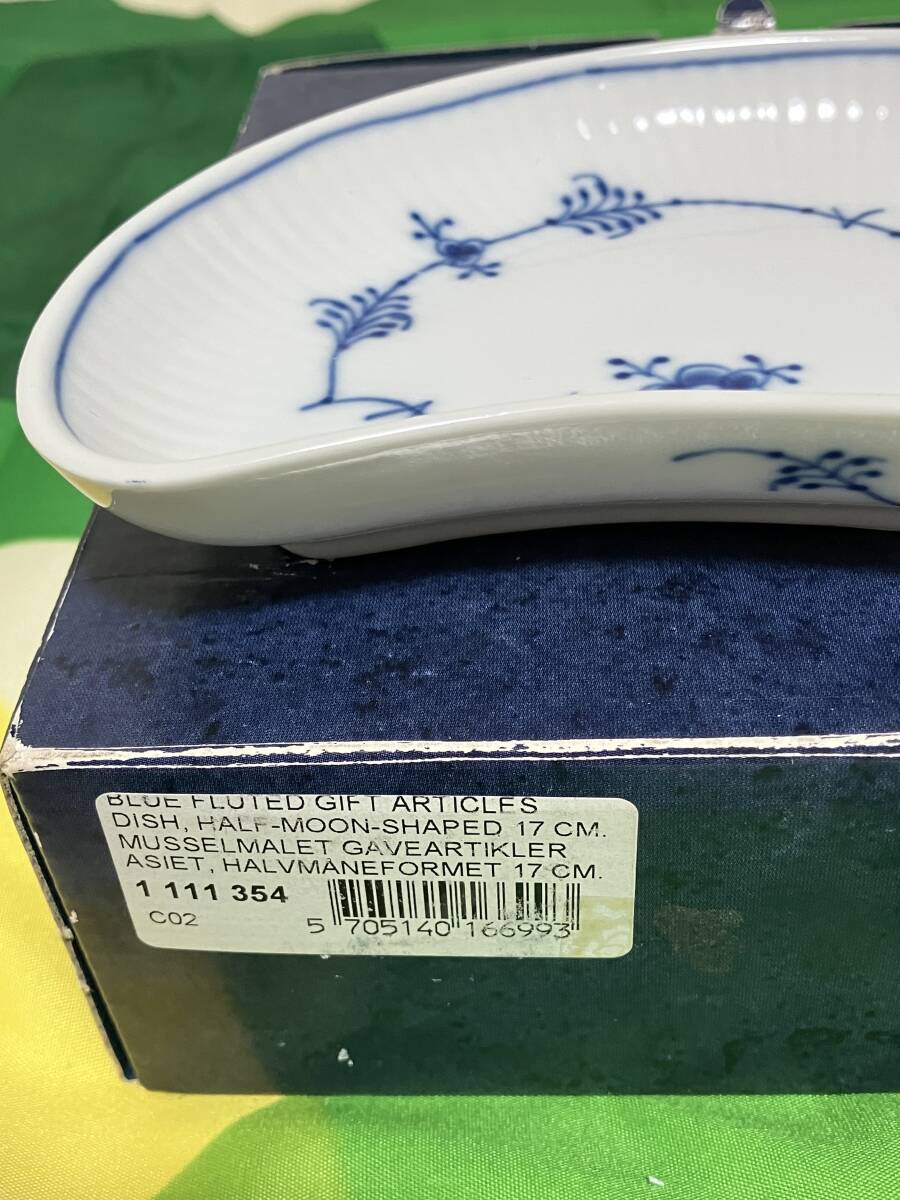 BLUE FLUTED GIFT ARTICLES
DISH, HALF-MOON-SHAPED 17 CM.
MUSSELMALET GAVEARTIKLER
ASIET, HALVMÅNEFORMET 17 CM.
1 111 354
C02
5 705140 166993